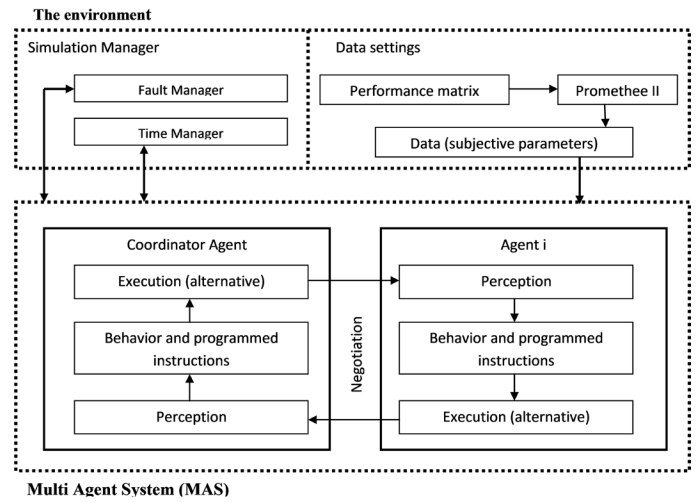 The environment
Simulation Manager
Fault Manager
Time Manager
Data settings
Performance matrix
Promethee II
Data (subjective parameters)
Coordinator Agent
Execution (alternative)
Behavior and programmed
instructions
Perception
Negotiation
Agent i
Perception
Behavior and programmed
instructions
Execution (alternative)
Multi Agent System (MAS)